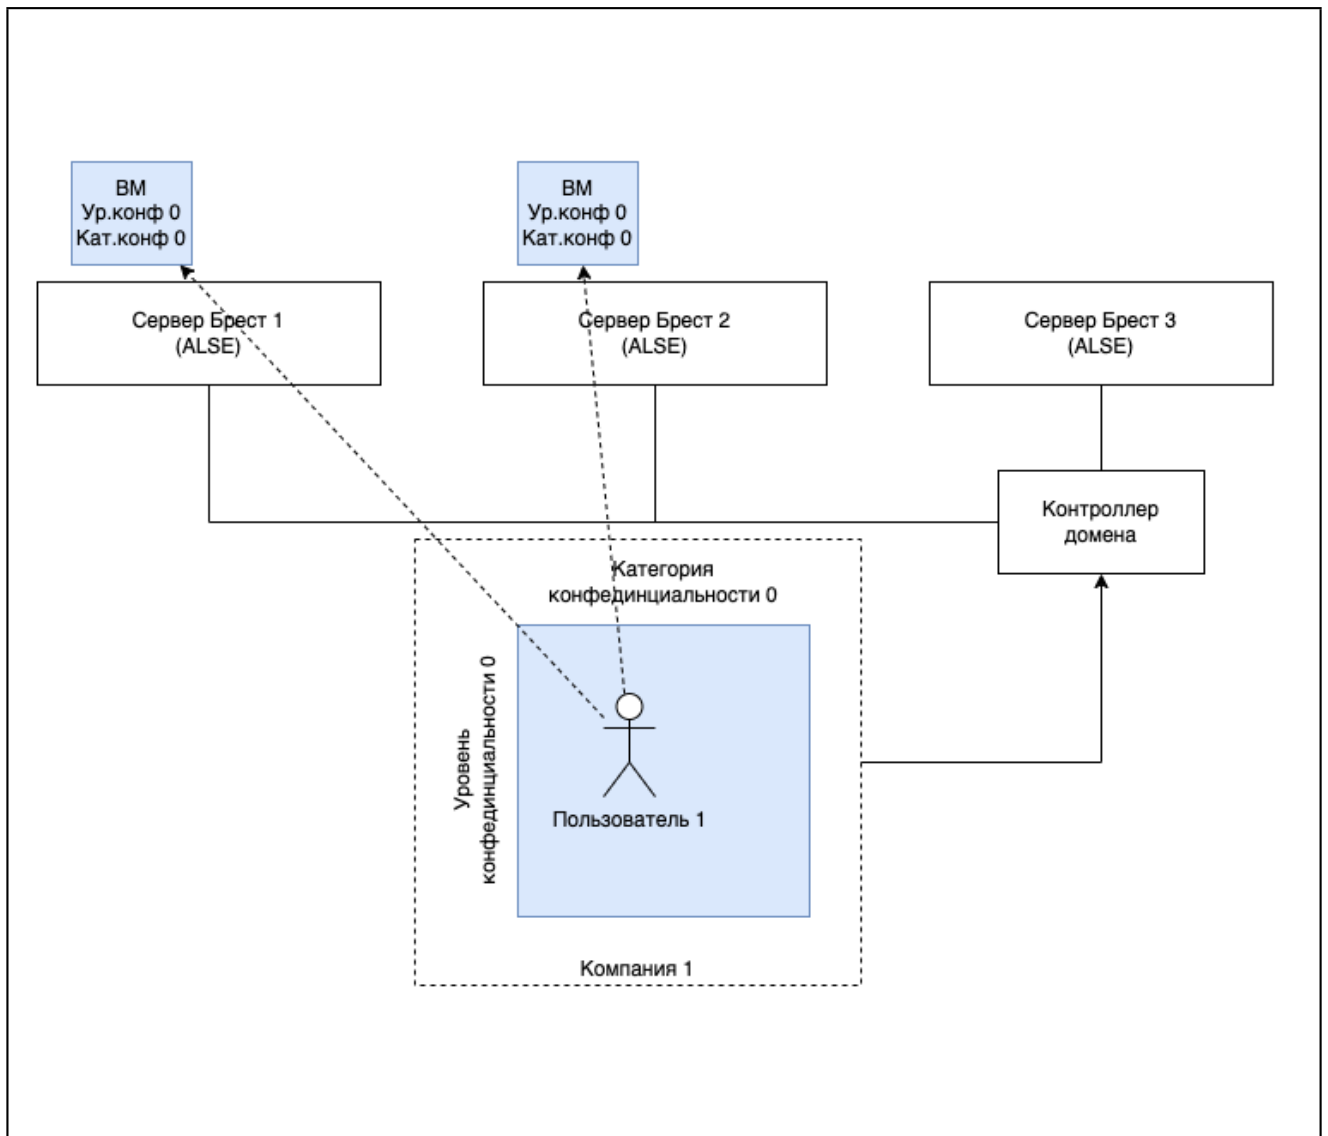 ВМ
Ур.конф 0
Кат.конф 0
ВМ
Ур.конф 0
Кат.конф 0
Сервер Брест 1
(ALSE)
Сервер Брест 2
(ALSE)
Сервер Брест 3
(ALSE)
Контроллер
домена
Категория
конфединциальности 0
Уровень
конфединциальности 0
Пользователь 1
Компания 1